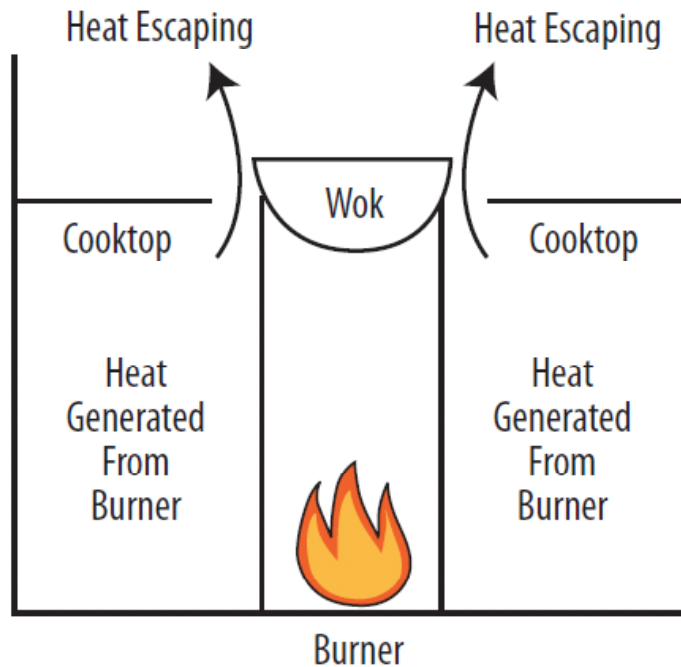 Heat Escaping
Heat Escaping
Wok
Cooktop
Cooktop
Heat
Generated
From
Burner
Heat
Generated
From
Burner
Burner